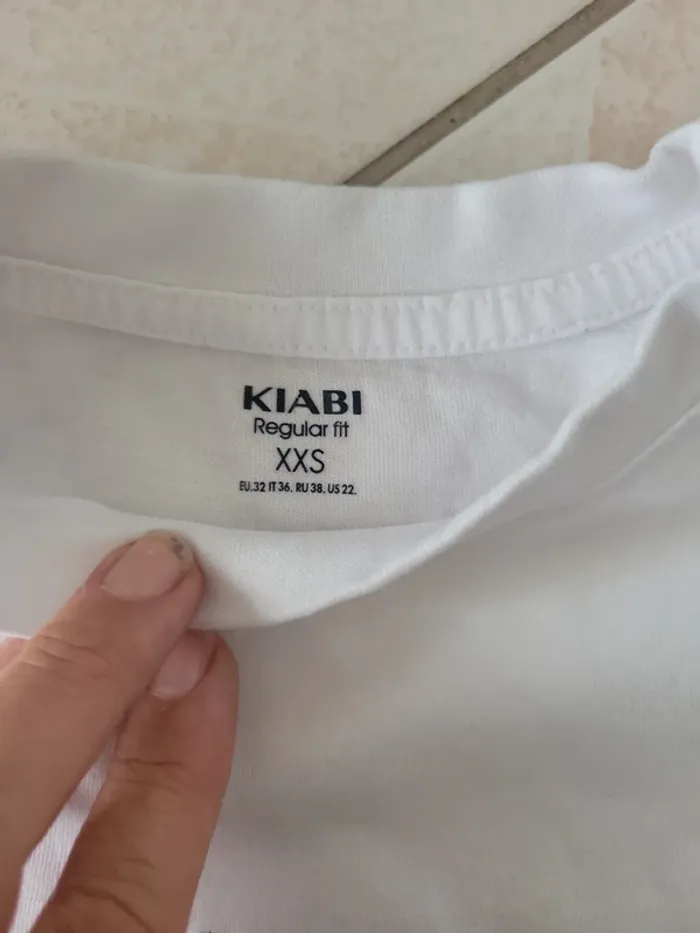 KIABI
Regular fit
XXS
EU.32 IT 36. RU 38. US 22.